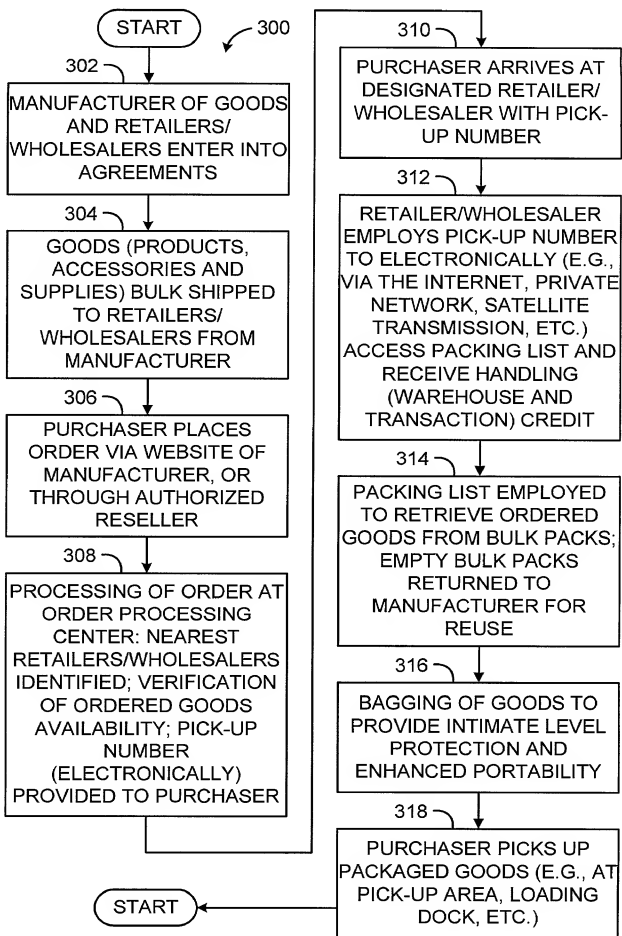 START
300
302
MANUFACTURER OF GOODS
AND RETAILERS/
WHOLESALERS ENTER INTO
AGREEMENTS
304
GOODS (PRODUCTS,
ACCESSORIES AND
SUPPLIES) BULK SHIPPED
TO RETAILERS/
WHOLESALERS FROM
MANUFACTURER
306
PURCHASER PLACES
ORDER VIA WEBSITE OF
MANUFACTURER, OR
THROUGH AUTHORIZED
RESELLER
308
PROCESSING OF ORDER AT
ORDER PROCESSING
CENTER: NEAREST
RETAILERS/WHOLESALERS
IDENTIFIED; VERIFICATION
OF ORDERED GOODS
AVAILABILITY; PICK-UP
NUMBER
(ELECTRONICALLY)
PROVIDED TO PURCHASER
310
PURCHASER ARRIVES AT
DESIGNATED RETAILER/
WHOLESALER WITH PICK-
UP NUMBER
312
RETAILER/WHOLESALER
EMPLOYS PICK-UP NUMBER
TO ELECTRONICALLY (E.G.,
VIA THE INTERNET, PRIVATE
NETWORK, SATELLITE
TRANSMISSION, ETC.)
ACCESS PACKING LIST AND
RECEIVE HANDLING
(WAREHOUSE AND
TRANSACTION) CREDIT
314
PACKING LIST EMPLOYED
TO RETRIEVE ORDERED
GOODS FROM BULK PACKS;
EMPTY BULK PACKS
RETURNED TO
MANUFACTURER FOR
REUSE
316
BAGGING OF GOODS TO
PROVIDE INTIMATE LEVEL
PROTECTION AND
ENHANCED PORTABILITY
318
PURCHASER PICKS UP
PACKAGED GOODS (E.G., AT
PICK-UP AREA, LOADING
DOCK, ETC.)
START